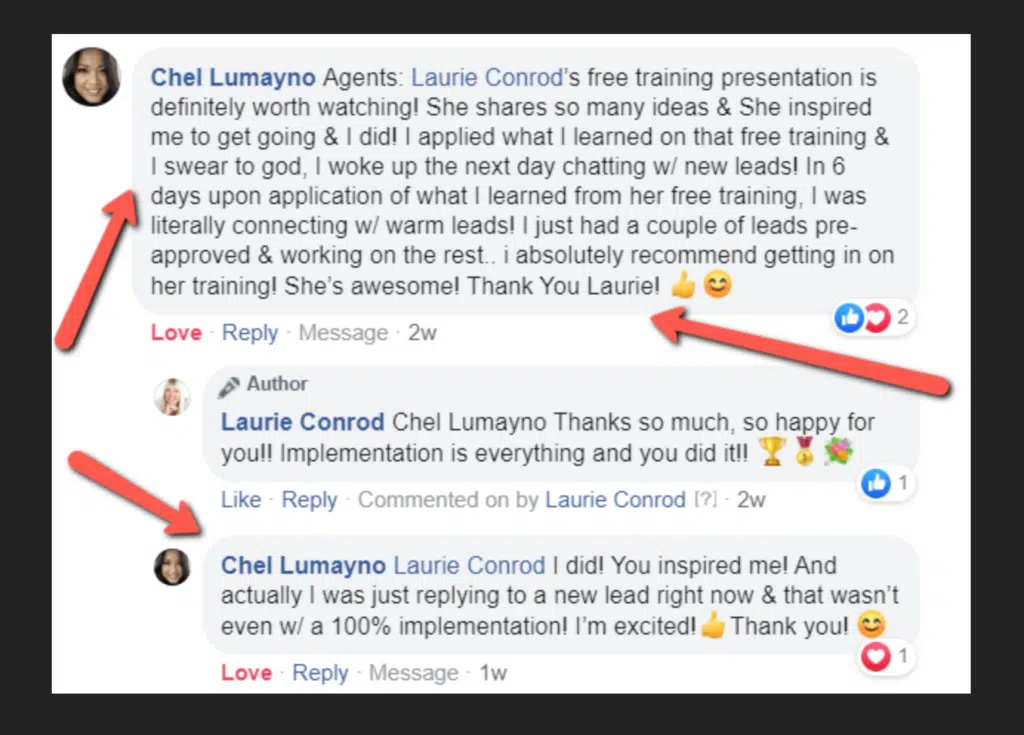 Chel Lumayno Agents: Laurie Conrod's free training presentation is
definitely worth watching! She shares so many ideas & She inspired
me to get going & I did! I applied what I learned on that free training &
I swear to god, I woke up the next day chatting w/ new leads! In 6
days upon application of what I learned from her free training, I was
literally connecting w/ warm leads! I just had a couple of leads pre-
approved & working on the rest.. i absolutely recommend getting in on
her training! She's awesome! Thank You Laurie! 👍 😊
2
Love · Reply · Message · 2w
Author
Laurie Conrod Chel Lumayno Thanks so much, so happy for
you!! Implementation is everything and you did it!! 🏆 🏅 💐
1
Like · Reply · Commented on by Laurie Conrod [?] · 2w
Chel Lumayno Laurie Conrod I did! You inspired me! And
actually I was just replying to a new lead right now & that wasn't
even w/ a 100% implementation! I'm excited! 👍 Thank you! 😊
1
Love · Reply · Message · 1w